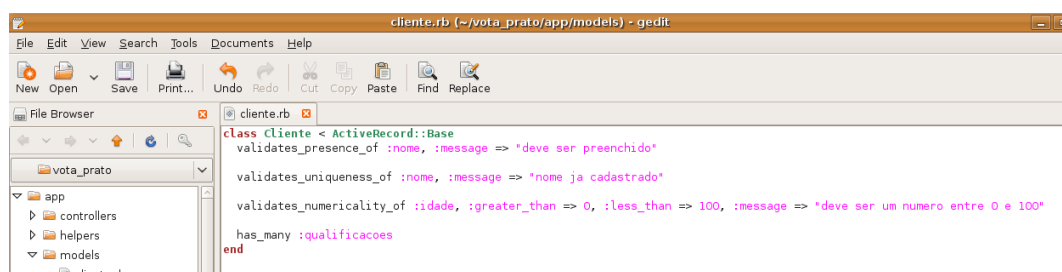 cliente.rb (~/vota_prato/app/models) - gedit
File Edit View Search Tools Documents Help
New Open Save Print... Undo Redo Cut Copy Paste Find Replace
File Browser
cliente.rb
vota_prato
app
controllers
helpers
models
class Cliente < ActiveRecord::Base
validates_presence_of :nome, :message => "deve ser preenchido"
validates_uniqueness_of :nome, :message => "nome ja cadastrado"
validates_numericality_of :idade, :greater_than => 0, :less_than => 100, :message => "deve ser um numero entre 0 e 100"
has_many :qualificacoes
end